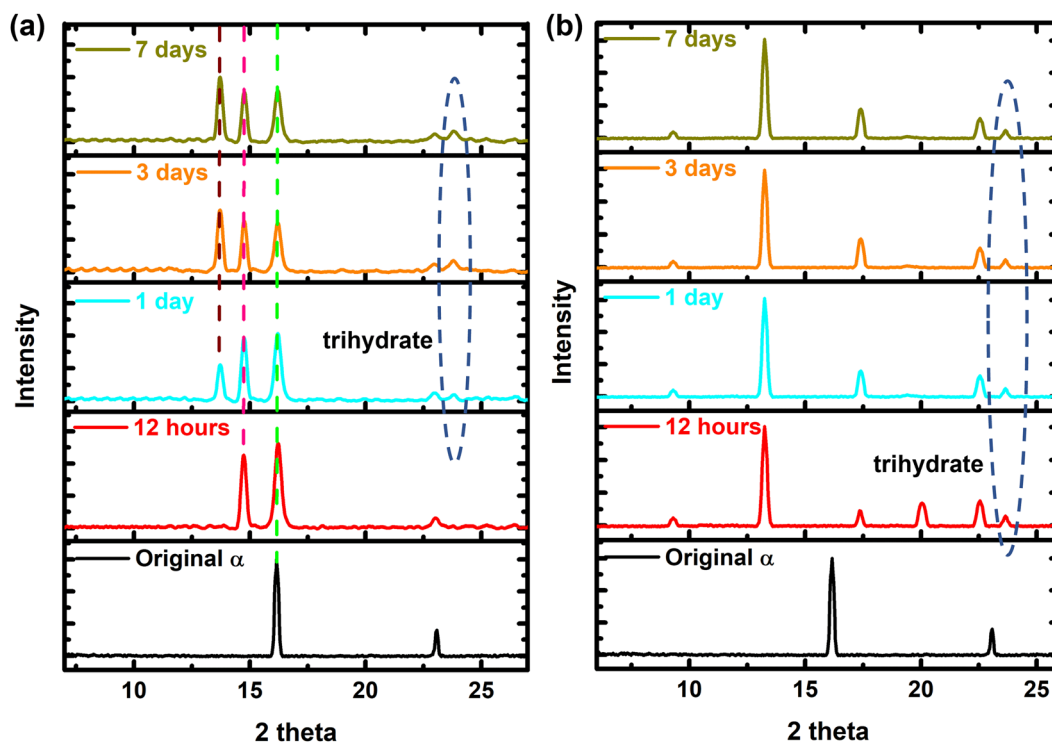 (a)
7 days
3 days
1 day
trihydrate
12 hours
Original α
Intensity
10 15 20 25
2 theta
(b)
7 days
3 days
1 day
12 hours
trihydrate
Original α
Intensity
10 15 20 25
2 theta